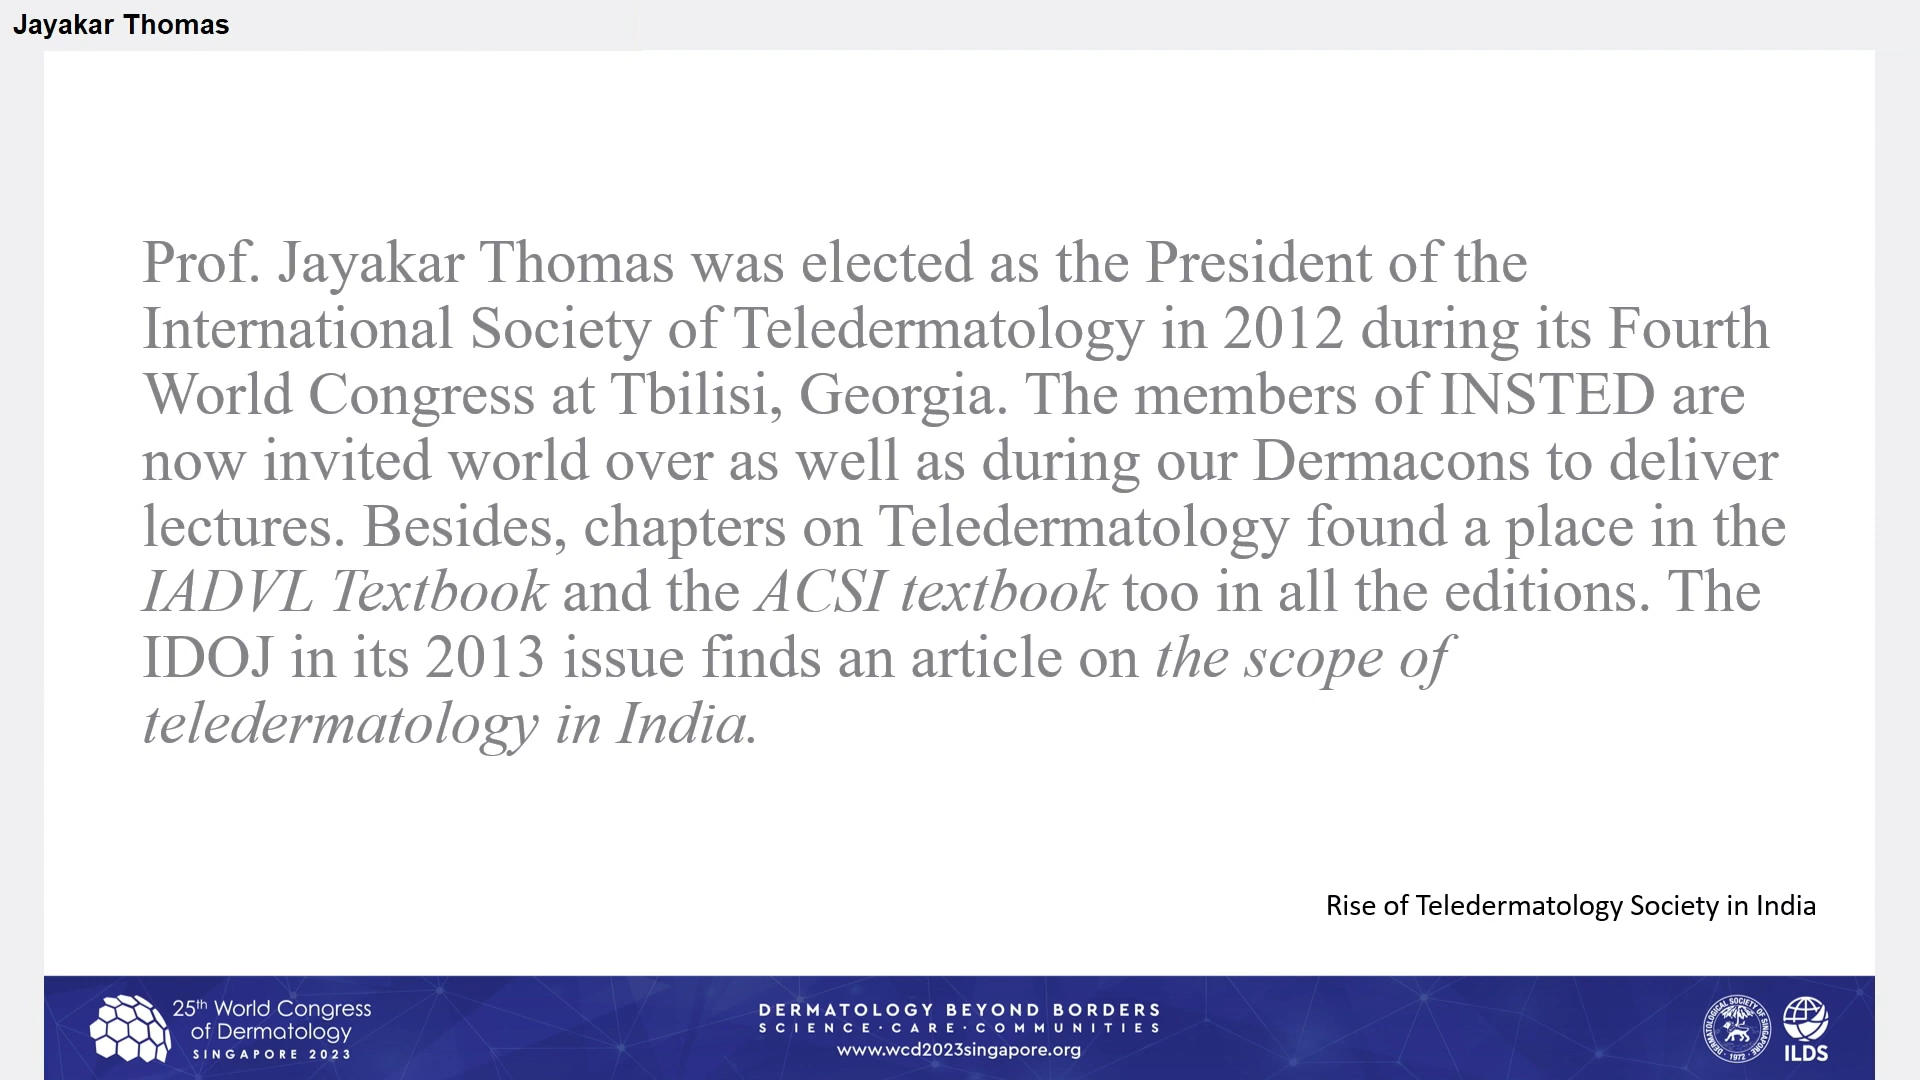 Jayakar Thomas
Prof. Jayakar Thomas was elected as the President of the
International Society of Teledermatology in 2012 during its Fourth
World Congress at Tbilisi, Georgia. The members of INSTED are
now invited world over as well as during our Dermacons to deliver
lectures. Besides, chapters on Teledermatology found a place in the
IADVL Textbook and the ACSI textbook too in all the editions. The
IDOJ in its 2013 issue finds an article on the scope of
teledermatology in India.
Rise of Teledermatology Society in India
25th World Congress
of Dermatology
SINGAPORE 2023
DERMATOLOGY BEYOND BORDERS
SCIENCE·CARE·COMMUNITIES
www.wcd2023singapore.org
DERMATOLOGICAL SOCIETY OF SINGAPORE
1972
ILDS